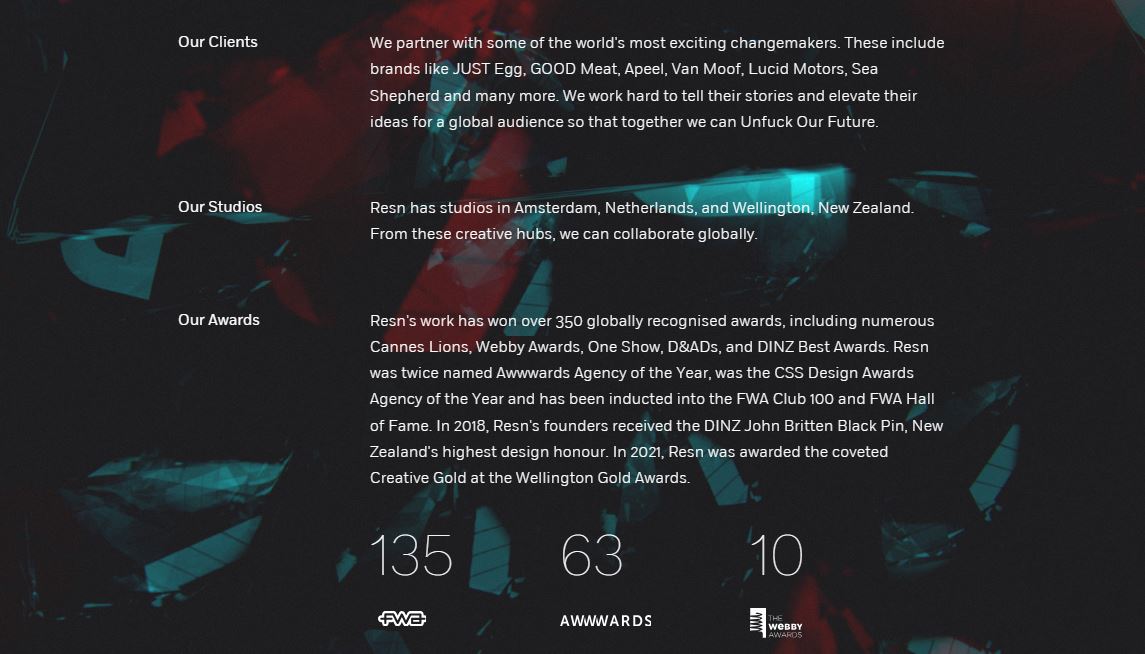 Our Clients
We partner with some of the world's most exciting changemakers. These include
brands like JUST Egg, GOOD Meat, Apeel, Van Moof, Lucid Motors, Sea
Shepherd and many more. We work hard to tell their stories and elevate their
ideas for a global audience so that together we can Unfuck Our Future.
Our Studios
Resn has studios in Amsterdam, Netherlands, and Wellington, New Zealand.
From these creative hubs, we can collaborate globally.
Our Awards
Resn's work has won over 350 globally recognised awards, including numerous
Cannes Lions, Webby Awards, One Show, D&ADs, and DINZ Best Awards. Resn
was twice named Awwwards Agency of the Year, was the CSS Design Awards
Agency of the Year and has been inducted into the FWA Club 100 and FWA Hall
of Fame. In 2018, Resn's founders received the DINZ John Britten Black Pin, New
Zealand's highest design honour. In 2021, Resn was awarded the coveted
Creative Gold at the Wellington Gold Awards.
135 63 10
FWA AWWWARDS THE
WEBBY
AWARDS